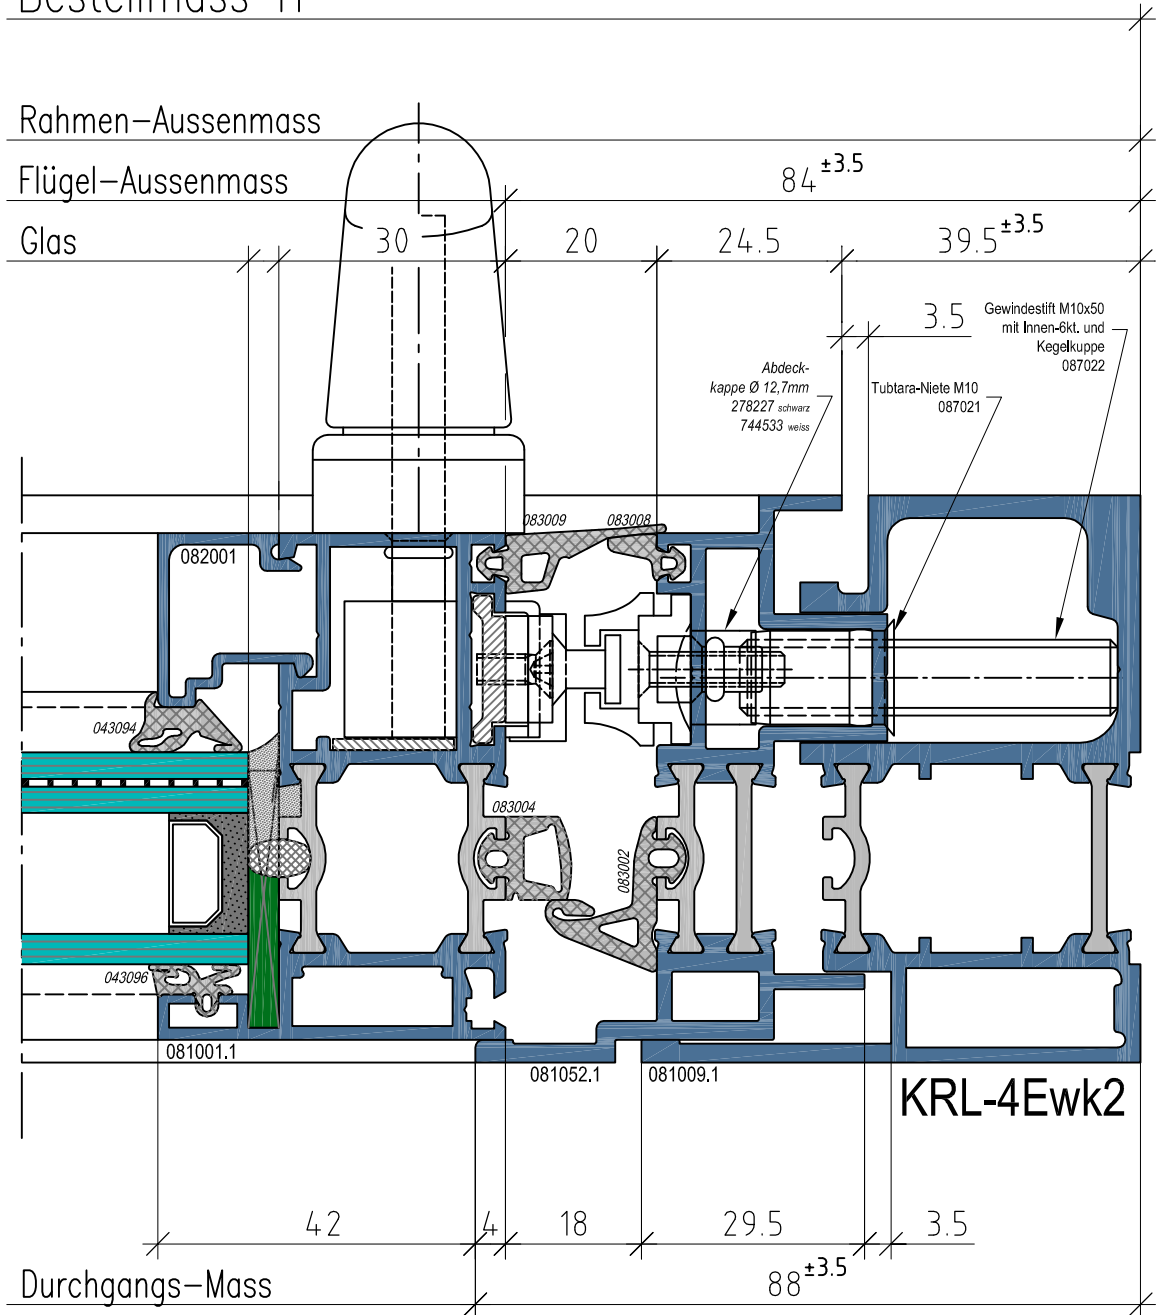 Rahmen-Aussenmass
Flügel-Aussenmass
84 ±3.5
Glas
30
20
24.5
39.5 ±3.5
3.5
Gewindestift M10x50
mit Innen-6kt. und
Kegelkuppe
087022
Abdeck-
kappe Ø 12,7mm
278227 schwarz
744533 weiss
Tubtara-Niete M10
087021
083009
083008
082001
043094
083004
083002
043096
081001.1
081052.1
081009.1
KRL-4Ewk2
42
4
18
29.5
3.5
Durchgangs-Mass
88 ±3.5